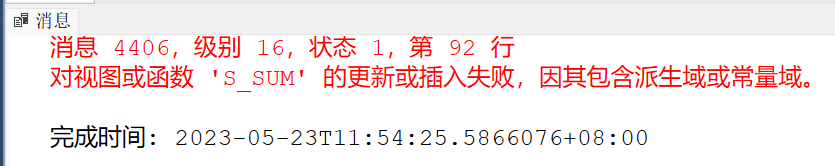 消息
消息 4406，级别 16，状态 1，第 92 行
对视图或函数 'S_SUM' 的更新或插入失败，因其包含派生域或常量域。
完成时间: 2023-05-23T11:54:25.5866076+08:00